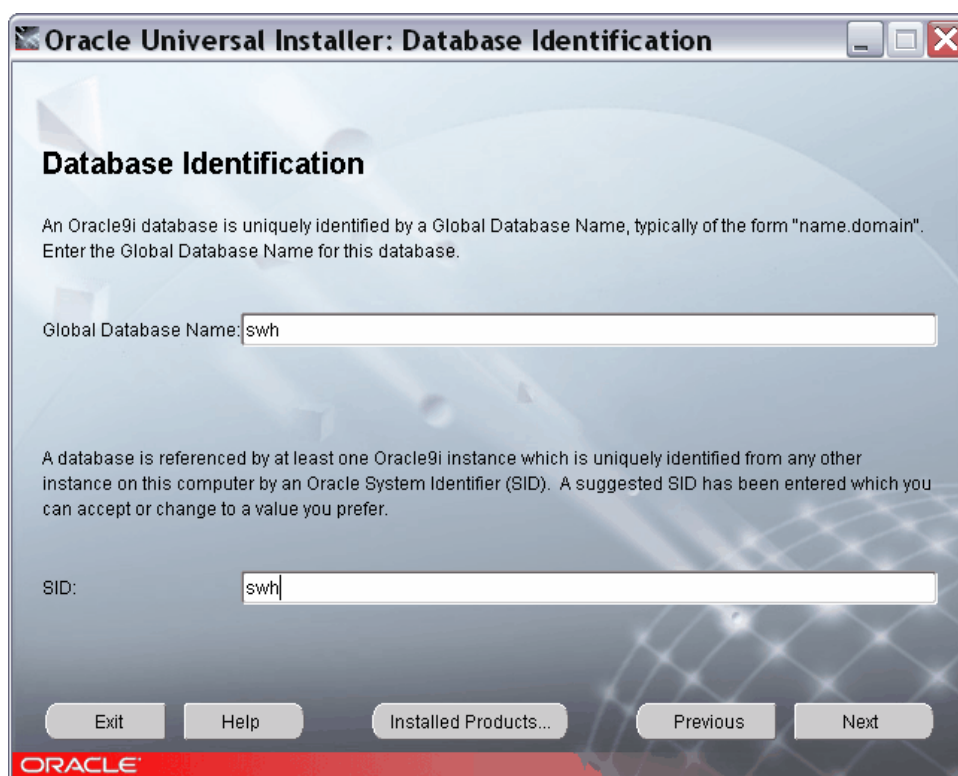 Oracle Universal Installer: Database Identification
Database Identification
An Oracle9i database is uniquely identified by a Global Database Name, typically of the form "name.domain".
Enter the Global Database Name for this database.
Global Database Name: swh
A database is referenced by at least one Oracle9i instance which is uniquely identified from any other
instance on this computer by an Oracle System Identifier (SID). A suggested SID has been entered which you
can accept or change to a value you prefer.
SID: swh
Exit Help Installed Products... Previous Next
ORACLE